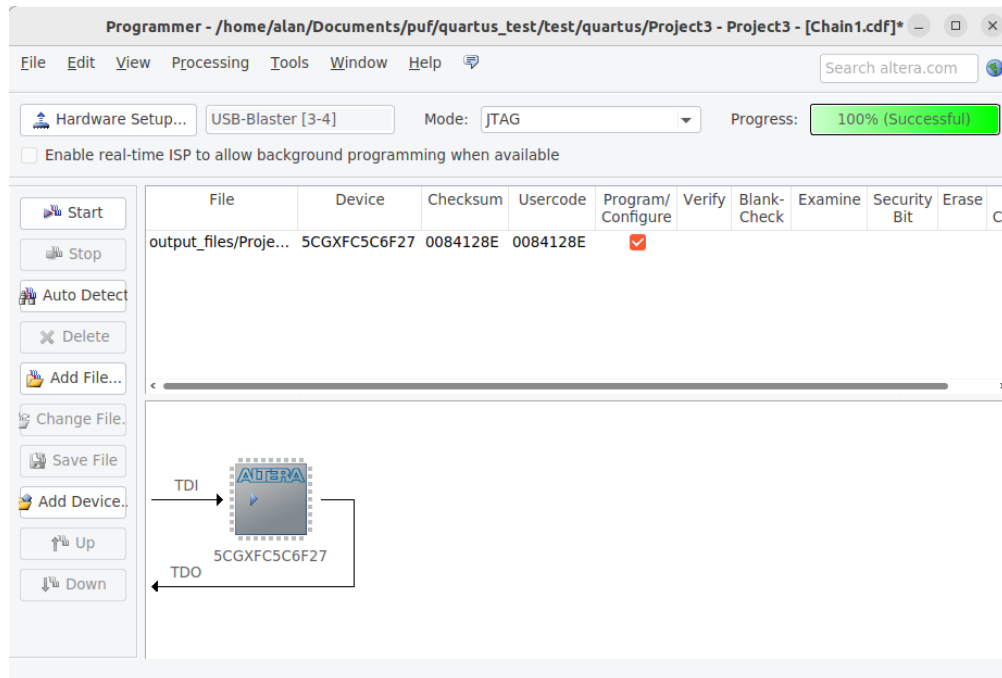 Programmer - /home/alan/Documents/puf/quartus_test/test/quartus/Project3 - Project3 - [Chain1.cdf]*
File Edit View Processing Tools Window Help
Search altera.com
Hardware Setup... USB-Blaster [3-4] Mode: JTAG Progress: 100% (Successful)
Enable real-time ISP to allow background programming when available
Start
Stop
Auto Detect
Delete
Add File...
Change File.
Save File
Add Device..
Up
Down
File Device Checksum Usercode Program/ Verify Blank- Examine Security Erase
Configure Check Bit C
output_files/Proje... 5CGXFC5C6F27 0084128E 0084128E
ALTERA
TDI
5CGXFC5C6F27
TDO